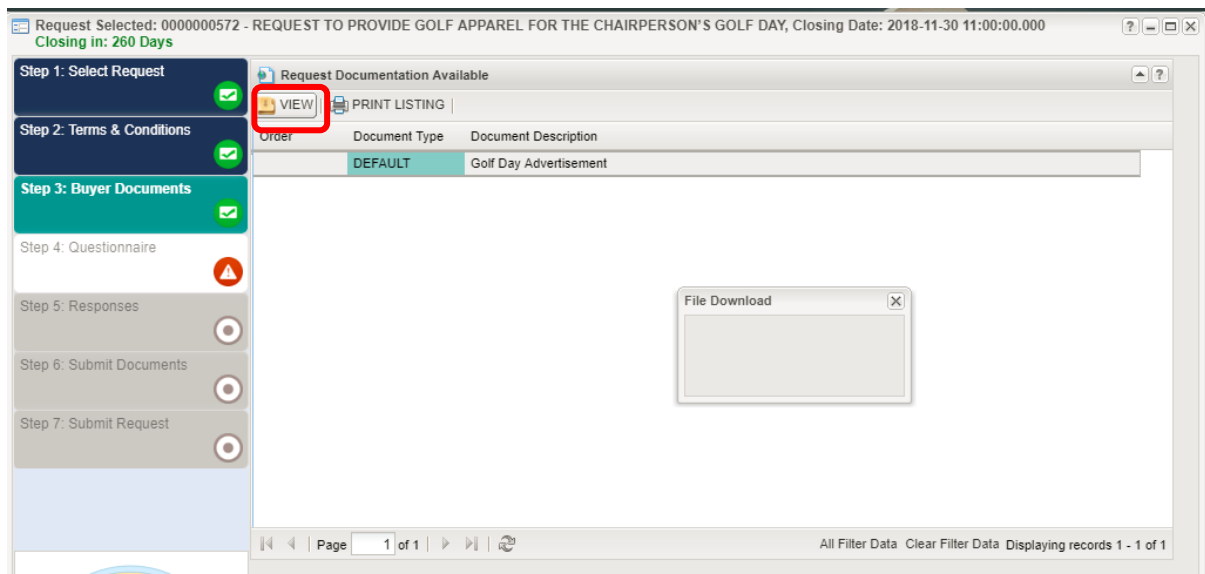 Request Selected: 0000000572 - REQUEST TO PROVIDE GOLF APPAREL FOR THE CHAIRPERSON'S GOLF DAY, Closing Date: 2018-11-30 11:00:00.000
Closing in: 260 Days
Step 1: Select Request
Step 2: Terms & Conditions
Step 3: Buyer Documents
Step 4: Questionnaire
Step 5: Responses
Step 6: Submit Documents
Step 7: Submit Request
Request Documentation Available
VIEW PRINT LISTING
Order Document Type Document Description
DEFAULT Golf Day Advertisement
File Download
Page 1 of 1 All Filter Data Clear Filter Data Displaying records 1 - 1 of 1